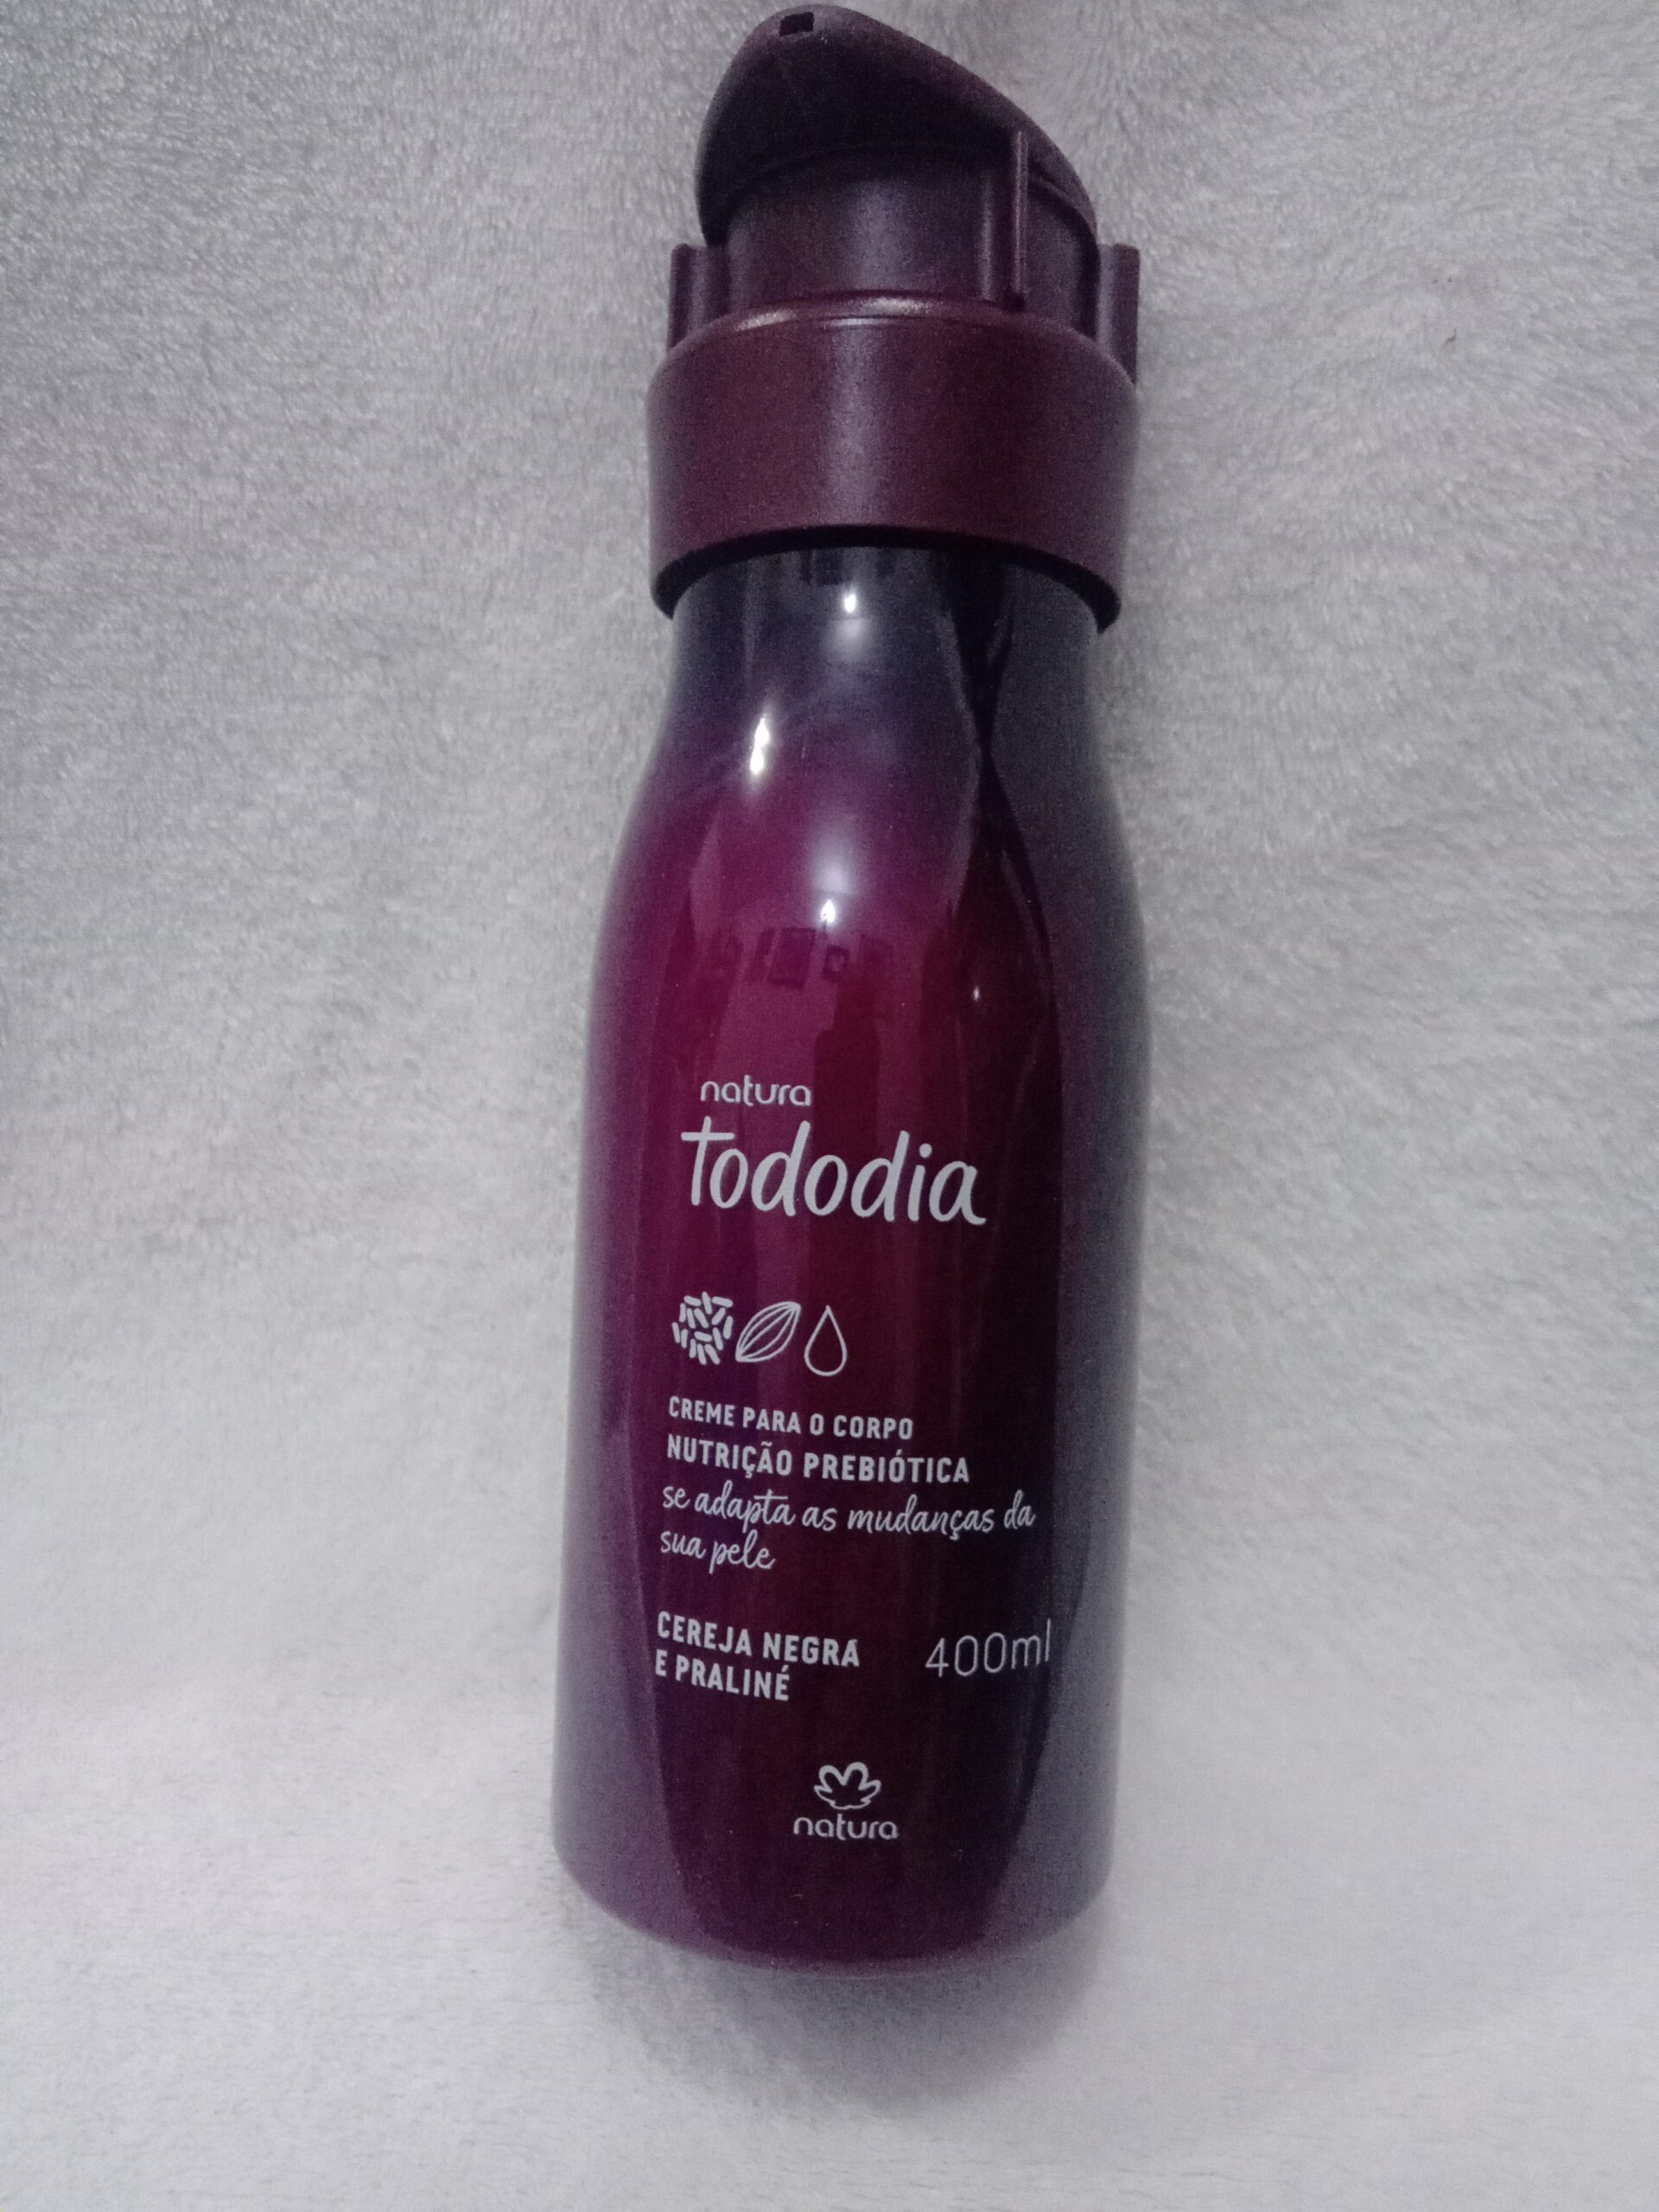 natura
tododia
CREME PARA O CORPO
NUTRIÇÃO PREBIÓTICA
se adapta as mudanças da
sua pele
CEREJA NEGRA
E PRALINÉ
400ml
natura